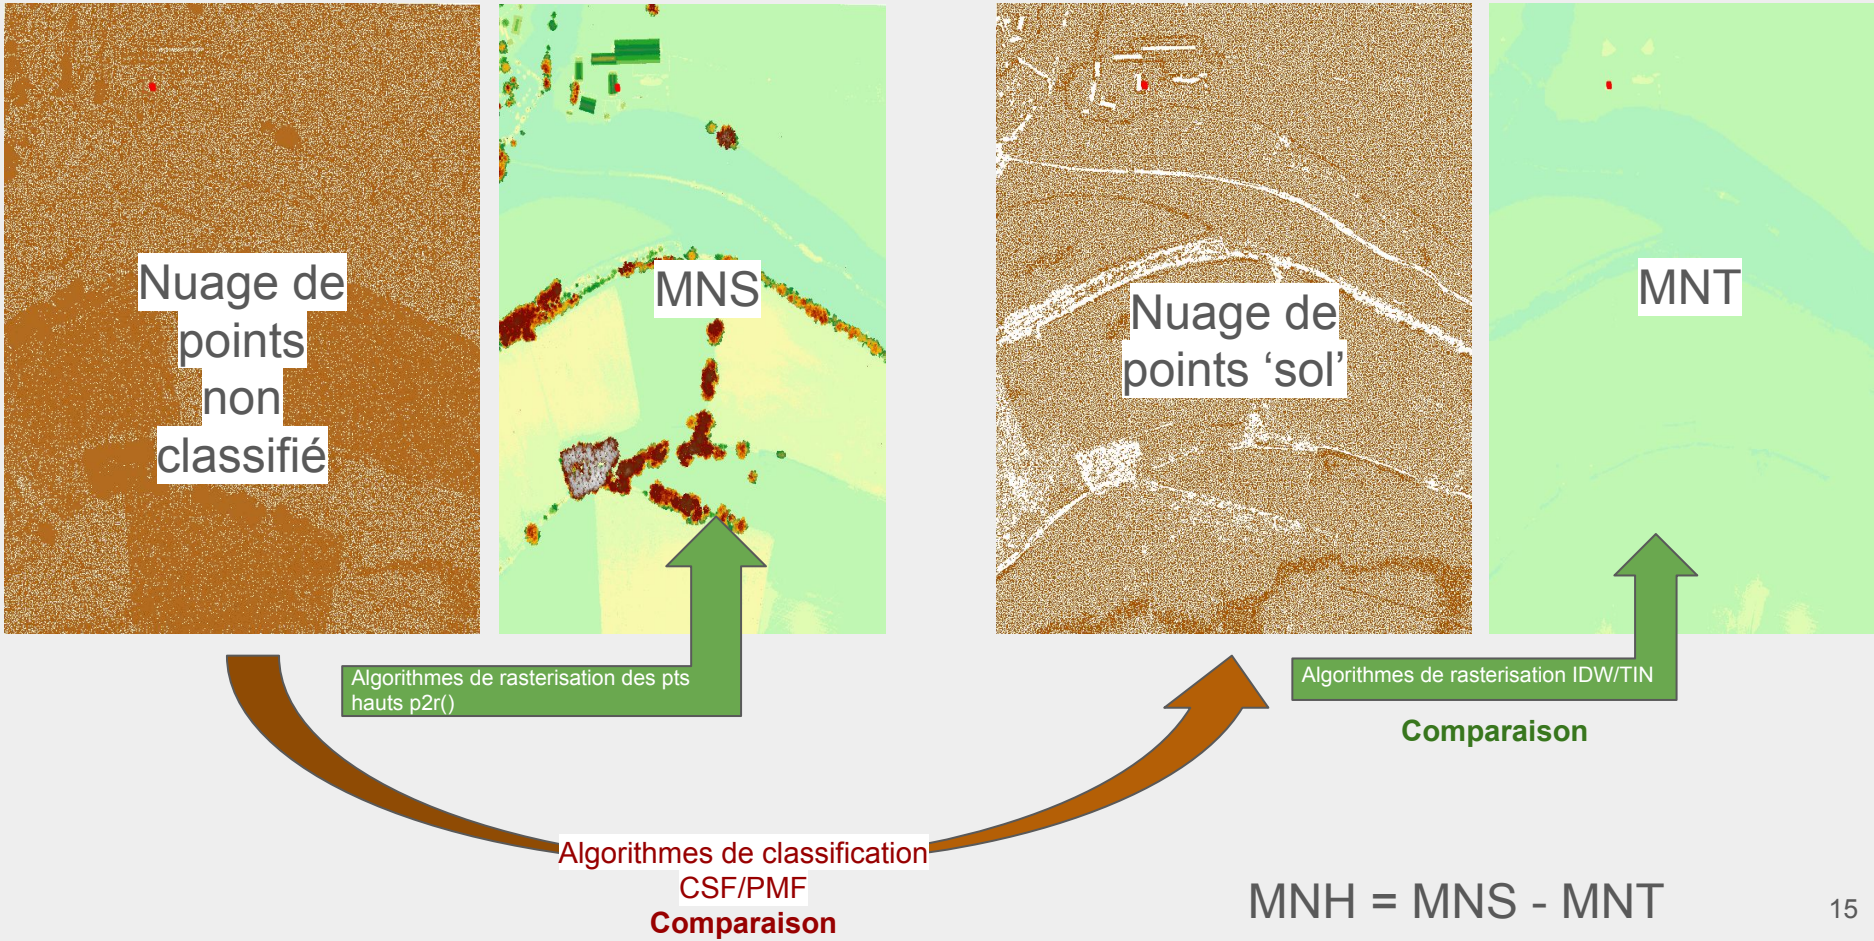 Nuage de
points
non
classifié
MNS
Nuage de
points ‘sol’
MNT
Algorithmes de rasterisation des pts
hauts p2r()
Algorithmes de rasterisation IDW/TIN
Comparaison
Algorithmes de classification
CSF/PMF
Comparaison
MNH = MNS - MNT
15